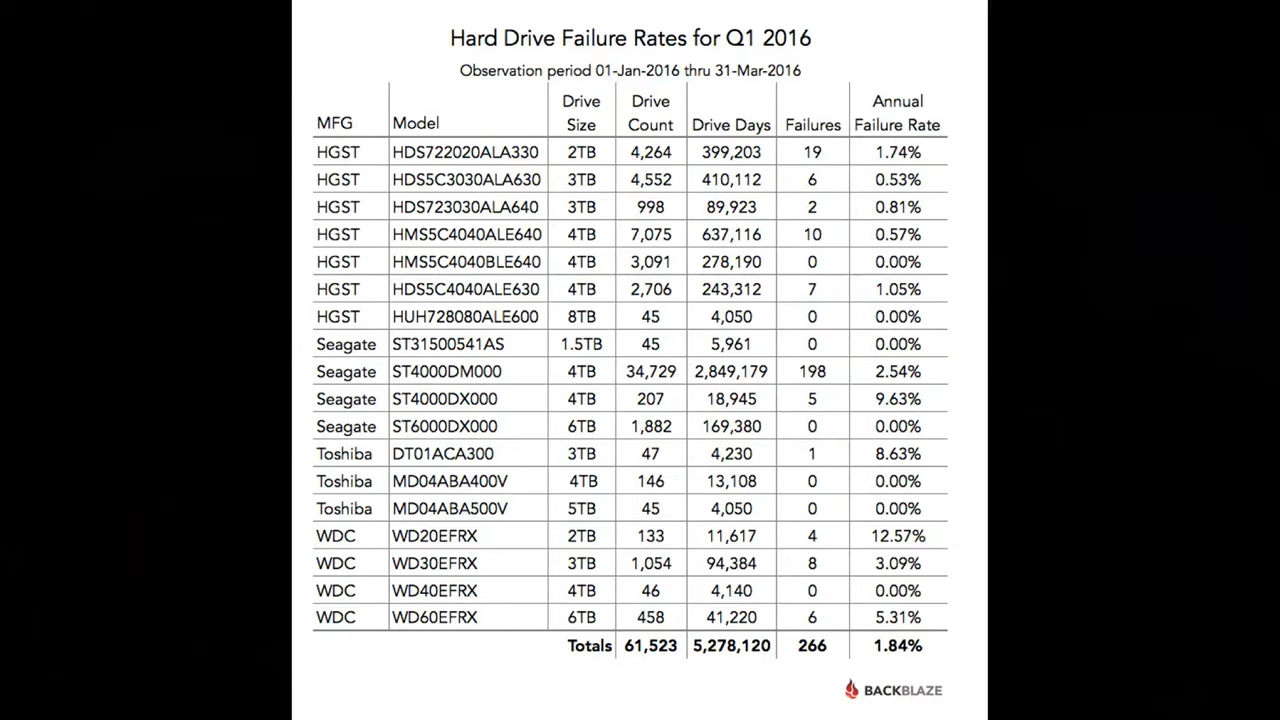 Hard Drive Failure Rates for Q1 2016
Observation period 01-Jan-2016 thru 31-Mar-2016
MFG Model Drive Size Drive Count Drive Days Failures Annual Failure Rate
HGST HDS722020ALA330 2TB 4,264 399,203 19 1.74%
HGST HDS5C3030ALA630 3TB 4,552 410,112 6 0.53%
HGST HDS723030ALA640 3TB 998 89,923 2 0.81%
HGST HMS5C4040ALE640 4TB 7,075 637,116 10 0.57%
HGST HMS5C4040BLE640 4TB 3,091 278,190 0 0.00%
HGST HDS5C4040ALE630 4TB 2,706 243,312 7 1.05%
HGST HUH728080ALE600 8TB 45 4,050 0 0.00%
Seagate ST31500541AS 1.5TB 45 5,961 0 0.00%
Seagate ST4000DM000 4TB 34,729 2,849,179 198 2.54%
Seagate ST4000DX000 4TB 207 18,945 5 9.63%
Seagate ST6000DX000 6TB 1,882 169,380 0 0.00%
Toshiba DT01ACA300 3TB 47 4,230 1 8.63%
Toshiba MD04ABA400V 4TB 146 13,108 0 0.00%
Toshiba MD04ABA500V 5TB 45 4,050 0 0.00%
WDC WD20EFRX 2TB 133 11,617 4 12.57%
WDC WD30EFRX 3TB 1,054 94,384 8 3.09%
WDC WD40EFRX 4TB 46 4,140 0 0.00%
WDC WD60EFRX 6TB 458 41,220 6 5.31%
Totals 61,523 5,278,120 266 1.84%
BACKBLAZE